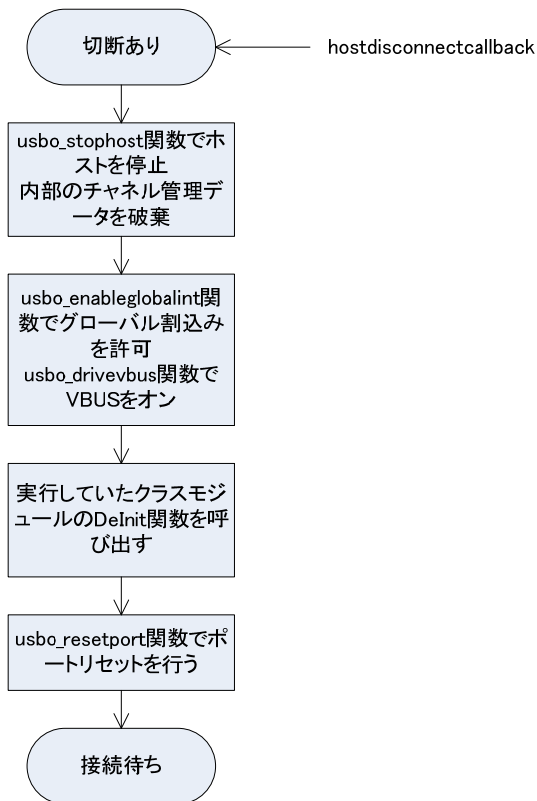 切断あり
hostdisconnectcallback
usbo_stophost関数でホ
ストを停止
内部のチャネル管理デ
ータを破棄
usbo_enableglobalint関
数でグローバル割込み
を許可
usbo_drivevbus関数で
VBUSをオン
実行していたクラスモジ
ュールのDeInit関数を呼
び出す
usbo_resetport関数でポ
ートリセットを行う
接続待ち